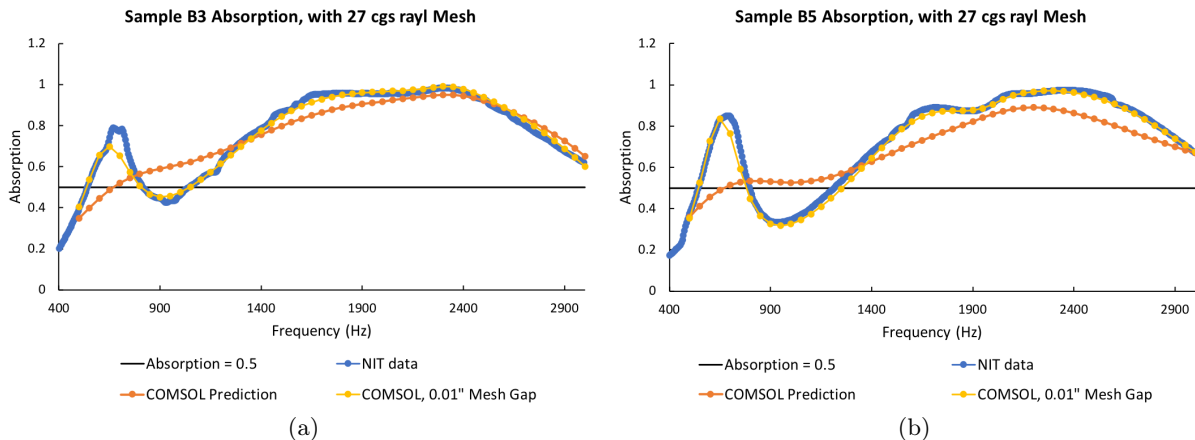 Sample B3 Absorption, with 27 cgs rayl Mesh
1.2
1
0.8
0.6
0.4
0.2
0
Absorption
400
900
1400
1900
2400
2900
Frequency (Hz)
Absorption = 0.5
NIT data
COMSOL Prediction
COMSOL, 0.01" Mesh Gap
(a)
Sample B5 Absorption, with 27 cgs rayl Mesh
1.2
1
0.8
0.6
0.4
0.2
0
Absorption
400
900
1400
1900
2400
2900
Frequency (Hz)
Absorption = 0.5
NIT data
COMSOL Prediction
COMSOL, 0.01" Mesh Gap
(b)